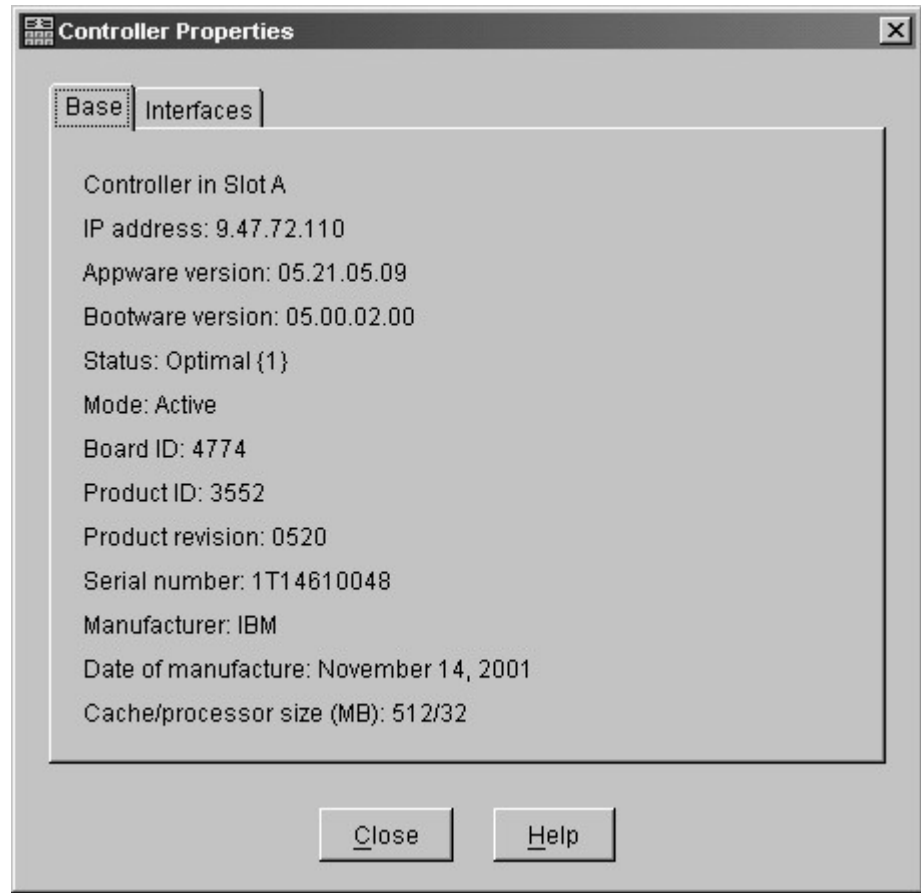 Controller Properties
Base
Interfaces
Controller in Slot A
IP address: 9.47.72.110
Appware version: 05.21.05.09
Bootware version: 05.00.02.00
Status: Optimal {1}
Mode: Active
Board ID: 4774
Product ID: 3552
Product revision: 0520
Serial number: 1T14610048
Manufacturer: IBM
Date of manufacture: November 14, 2001
Cache/processor size (MB): 512/32
Close
Help